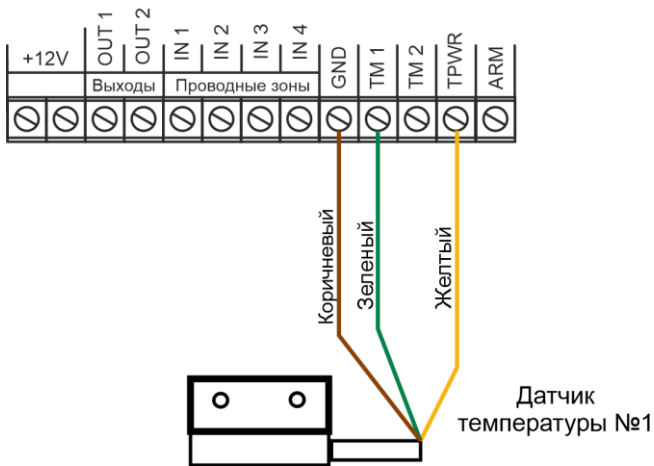 +12V
OUT 1
OUT 2
IN 1
IN 2
IN 3
IN 4
GND
TM 1
TM 2
TPWR
ARM
Выходы
Проводные зоны
Коричневый
Зеленый
Желтый
Датчик
температуры №1